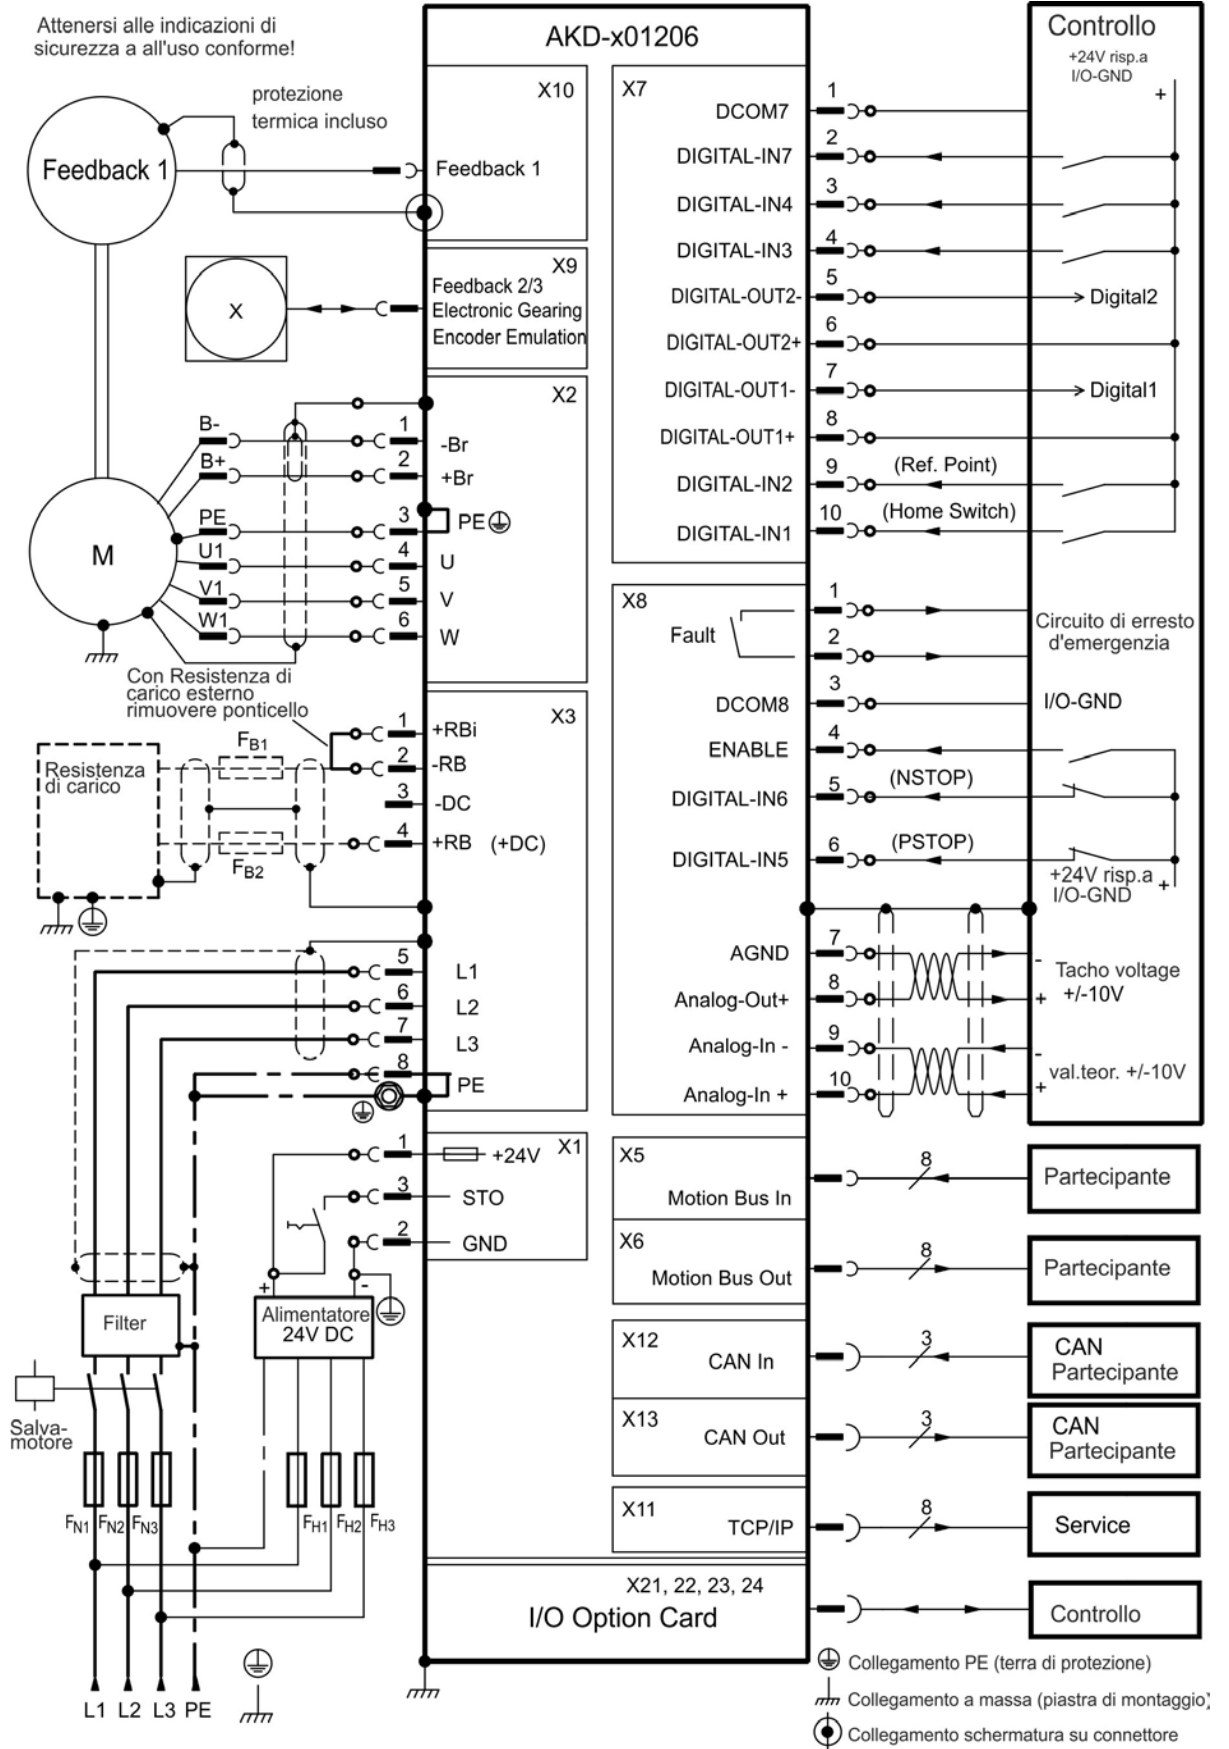 Attenersi alle indicazioni di
sicurezza a all'uso conforme!
AKD-x01206
Controllo
+24V risp.a
I/O-GND
+
protezione
termica incluso
Feedback 1
X10
Feedback 1
X
X9
Feedback 2/3
Electronic Gearing
Encoder Emulation
X2
B-
1
-Br
B+
2
+Br
PE
3
PE
U1
4
U
V1
5
V
W1
6
W
M
Con Resistenza di
carico esterno
rimuovere ponticello
X3
Resistenza
di carico
FB1
FB2
1
+RBi
2
-RB
3
-DC
4
+RB (+DC)
5
L1
6
L2
7
L3
8
PE
X1
1
+24V
3
STO
2
GND
+
-
Alimentatore
24V DC
Filter
Salva-
motore
FN1
FN2
FN3
FH1
FH2
FH3
L1 L2 L3 PE
X7
DCOM7
1
DIGITAL-IN7
2
DIGITAL-IN4
3
DIGITAL-IN3
4
DIGITAL-OUT2-
5
Digital2
DIGITAL-OUT2+
6
DIGITAL-OUT1-
7
Digital1
DIGITAL-OUT1+
8
DIGITAL-IN2
9
(Ref. Point)
DIGITAL-IN1
10
(Home Switch)
X8
Fault
1
2
Circuito di erresto
d'emergenzia
DCOM8
3
I/O-GND
ENABLE
4
DIGITAL-IN6
5
(NSTOP)
DIGITAL-IN5
6
(PSTOP)
+24V risp.a
I/O-GND
+
AGND
7
-
Tacho voltage
+/-10V
Analog-Out+
8
+
Analog-In -
9
-
val.teor. +/-10V
Analog-In +
10
+
X5
Motion Bus In
8
Partecipante
X6
Motion Bus Out
8
Partecipante
X12
CAN In
3
CAN
Partecipante
X13
CAN Out
3
CAN
Partecipante
X11
TCP/IP
8
Service
X21, 22, 23, 24
I/O Option Card
Controllo
Collegamento PE (terra di protezione)
Collegamento a massa (piastra di montaggio)
Collegamento schermatura su connettore